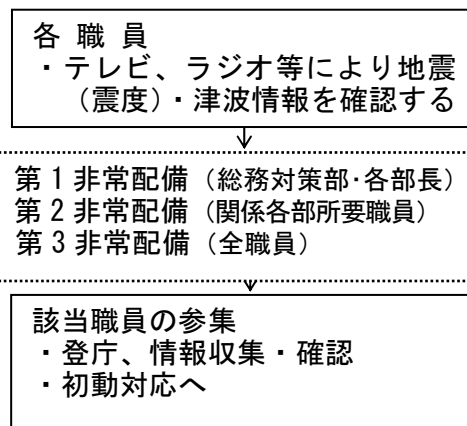 各 職 員
・テレビ、ラジオ等により地震
（震度）・津波情報を確認する
第１非常配備（総務対策部・各部長）
第２非常配備（関係各部所要職員）
第３非常配備（全職員）
該当職員の参集
・登庁、情報収集・確認
・初動対応へ